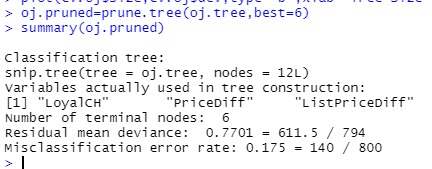 > oj.pruned=prune.tree(oj.tree,best=6)
> summary(oj.pruned)
Classification tree:
snip.tree(tree = oj.tree, nodes = 12L)
Variables actually used in tree construction:
[1] "LoyalCH"       "PriceDiff"     "ListPriceDiff"
Number of terminal nodes:  6
Residual mean deviance:  0.7701 = 611.5 / 794
Misclassification error rate: 0.175 = 140 / 800
>